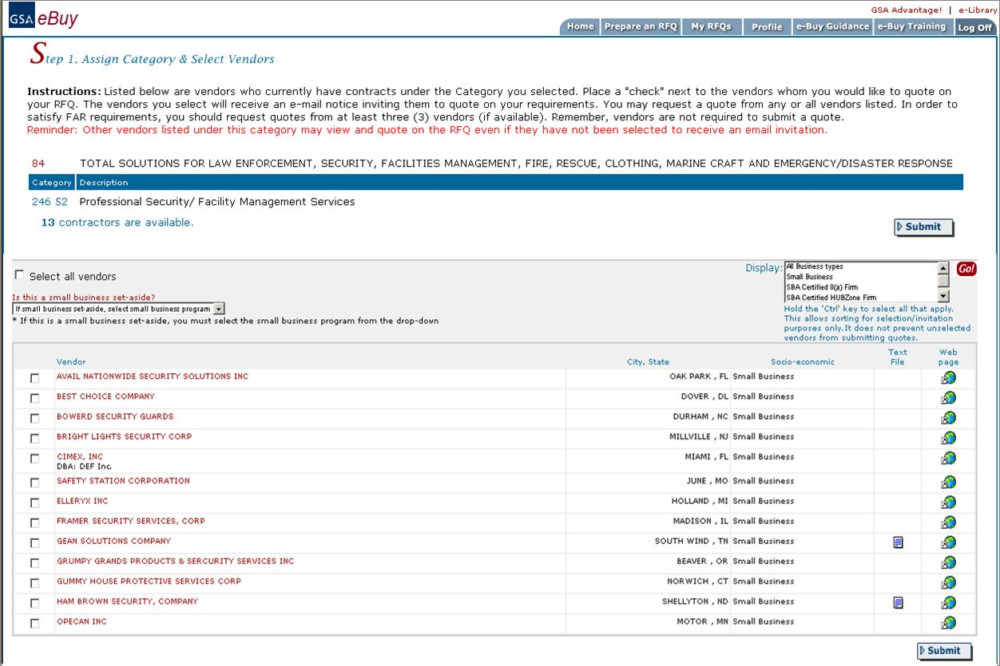 GSA eBuy
GSA Advantage! | e-Library
Home Prepare an RFQ My RFQs Profile e-Buy Guidance e-Buy Training Log Off
Step 1. Assign Category & Select Vendors
Instructions: Listed below are vendors who currently have contracts under the Category you selected. Place a "check" next to the vendors whom you would like to quote on
your RFQ. The vendors you select will receive an e-mail notice inviting them to quote on your requirements. You may request a quote from any or all vendors listed. In order to
satisfy FAR requirements, you should request quotes from at least three (3) vendors (if available). Remember, vendors are not required to submit a quote.
Reminder: Other vendors listed under this category may view and quote on the RFQ even if they have not been selected to receive an email invitation.
84 TOTAL SOLUTIONS FOR LAW ENFORCEMENT, SECURITY, FACILITIES MANAGEMENT, FIRE, RESCUE, CLOTHING, MARINE CRAFT AND EMERGENCY/DISASTER RESPONSE
Category Description
246 52 Professional Security/ Facility Management Services
13 contractors are available.
Submit
Select all vendors
Is this a small business set-aside?
If small business set-aside, select small business program
* If this is a small business set-aside, you must select the small business program from the drop-down
Display:
All Business types
Small Business
SBA Certified 8(a) Firm
SBA Certified HUBZone Firm
Go!
Hold the 'Ctrl' key to select all that apply.
This allows sorting for selection/invitation
purposes only.It does not prevent unselected
vendors from submitting quotes.
Vendor City, State Socio-economic Text File Web page
AVAIL NATIONWIDE SECURITY SOLUTIONS INC OAK PARK , FL Small Business
BEST CHOICE COMPANY DOVER , DL Small Business
BOWERD SECURITY GUARDS DURHAM , NC Small Business
BRIGHT LIGHTS SECURITY CORP MILLVILLE , NJ Small Business
CIMEX, INC MIAMI , FL Small Business
DBA: DEF Inc.
SAFETY STATION CORPORATION JUNE , MO Small Business
ELLERYX INC HOLLAND , MI Small Business
FRAMER SECURITY SERVICES, CORP MADISON , IL Small Business
GEAN SOLUTIONS COMPANY SOUTH WIND , TN Small Business
GRUMPY GRANDS PRODUCTS & SERCURITY SERVICES INC BEAVER , OR Small Business
GUMMY HOUSE PROTECTIVE SERVICES CORP NORWICH , CT Small Business
HAM BROWN SECURITY, COMPANY SHELLYTON , ND Small Business
OPECAN INC MOTOR , MN Small Business
Submit